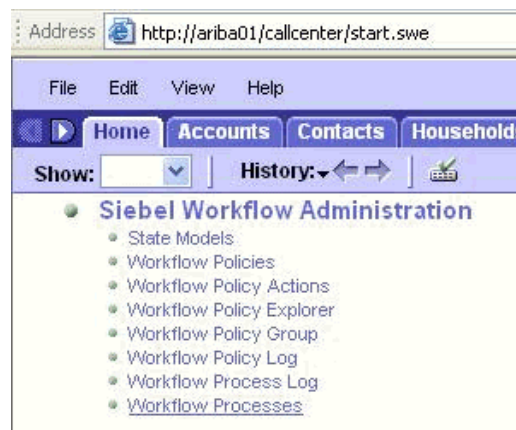 Address http://ariba01/callcenter/start.swe
File Edit View Help
Home Accounts Contacts Household
Show: History:
Siebel Workflow Administration
State Models
Workflow Policies
Workflow Policy Actions
Workflow Policy Explorer
Workflow Policy Group
Workflow Policy Log
Workflow Process Log
Workflow Processes